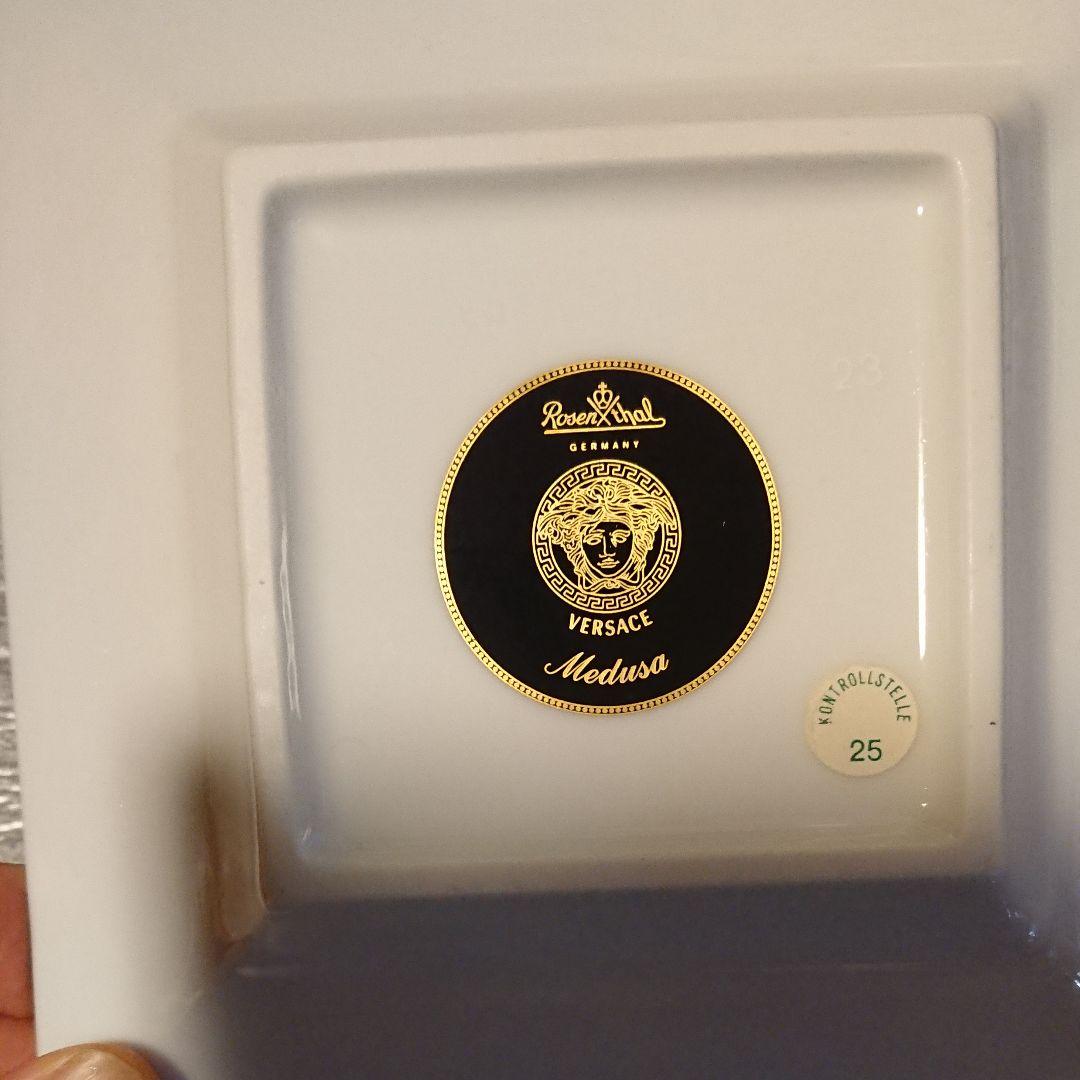 23
Rosenthal
GERMANY
VERSACE
Medusa
KONTROLLSTELLE
25